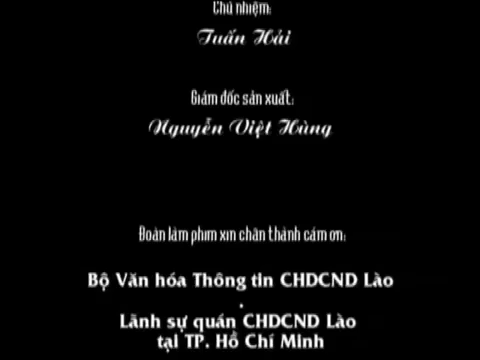 Chủ nhiệm:
Tuấn Hải
Giám đốc sản xuất:
Nguyễn Việt Hùng
Đoàn làm phim xin chân thành cám ơn:
Bộ Văn hóa Thông tin CHDCND Lào
.
Lãnh sự quán CHDCND Lào
tại TP. Hồ Chí Minh